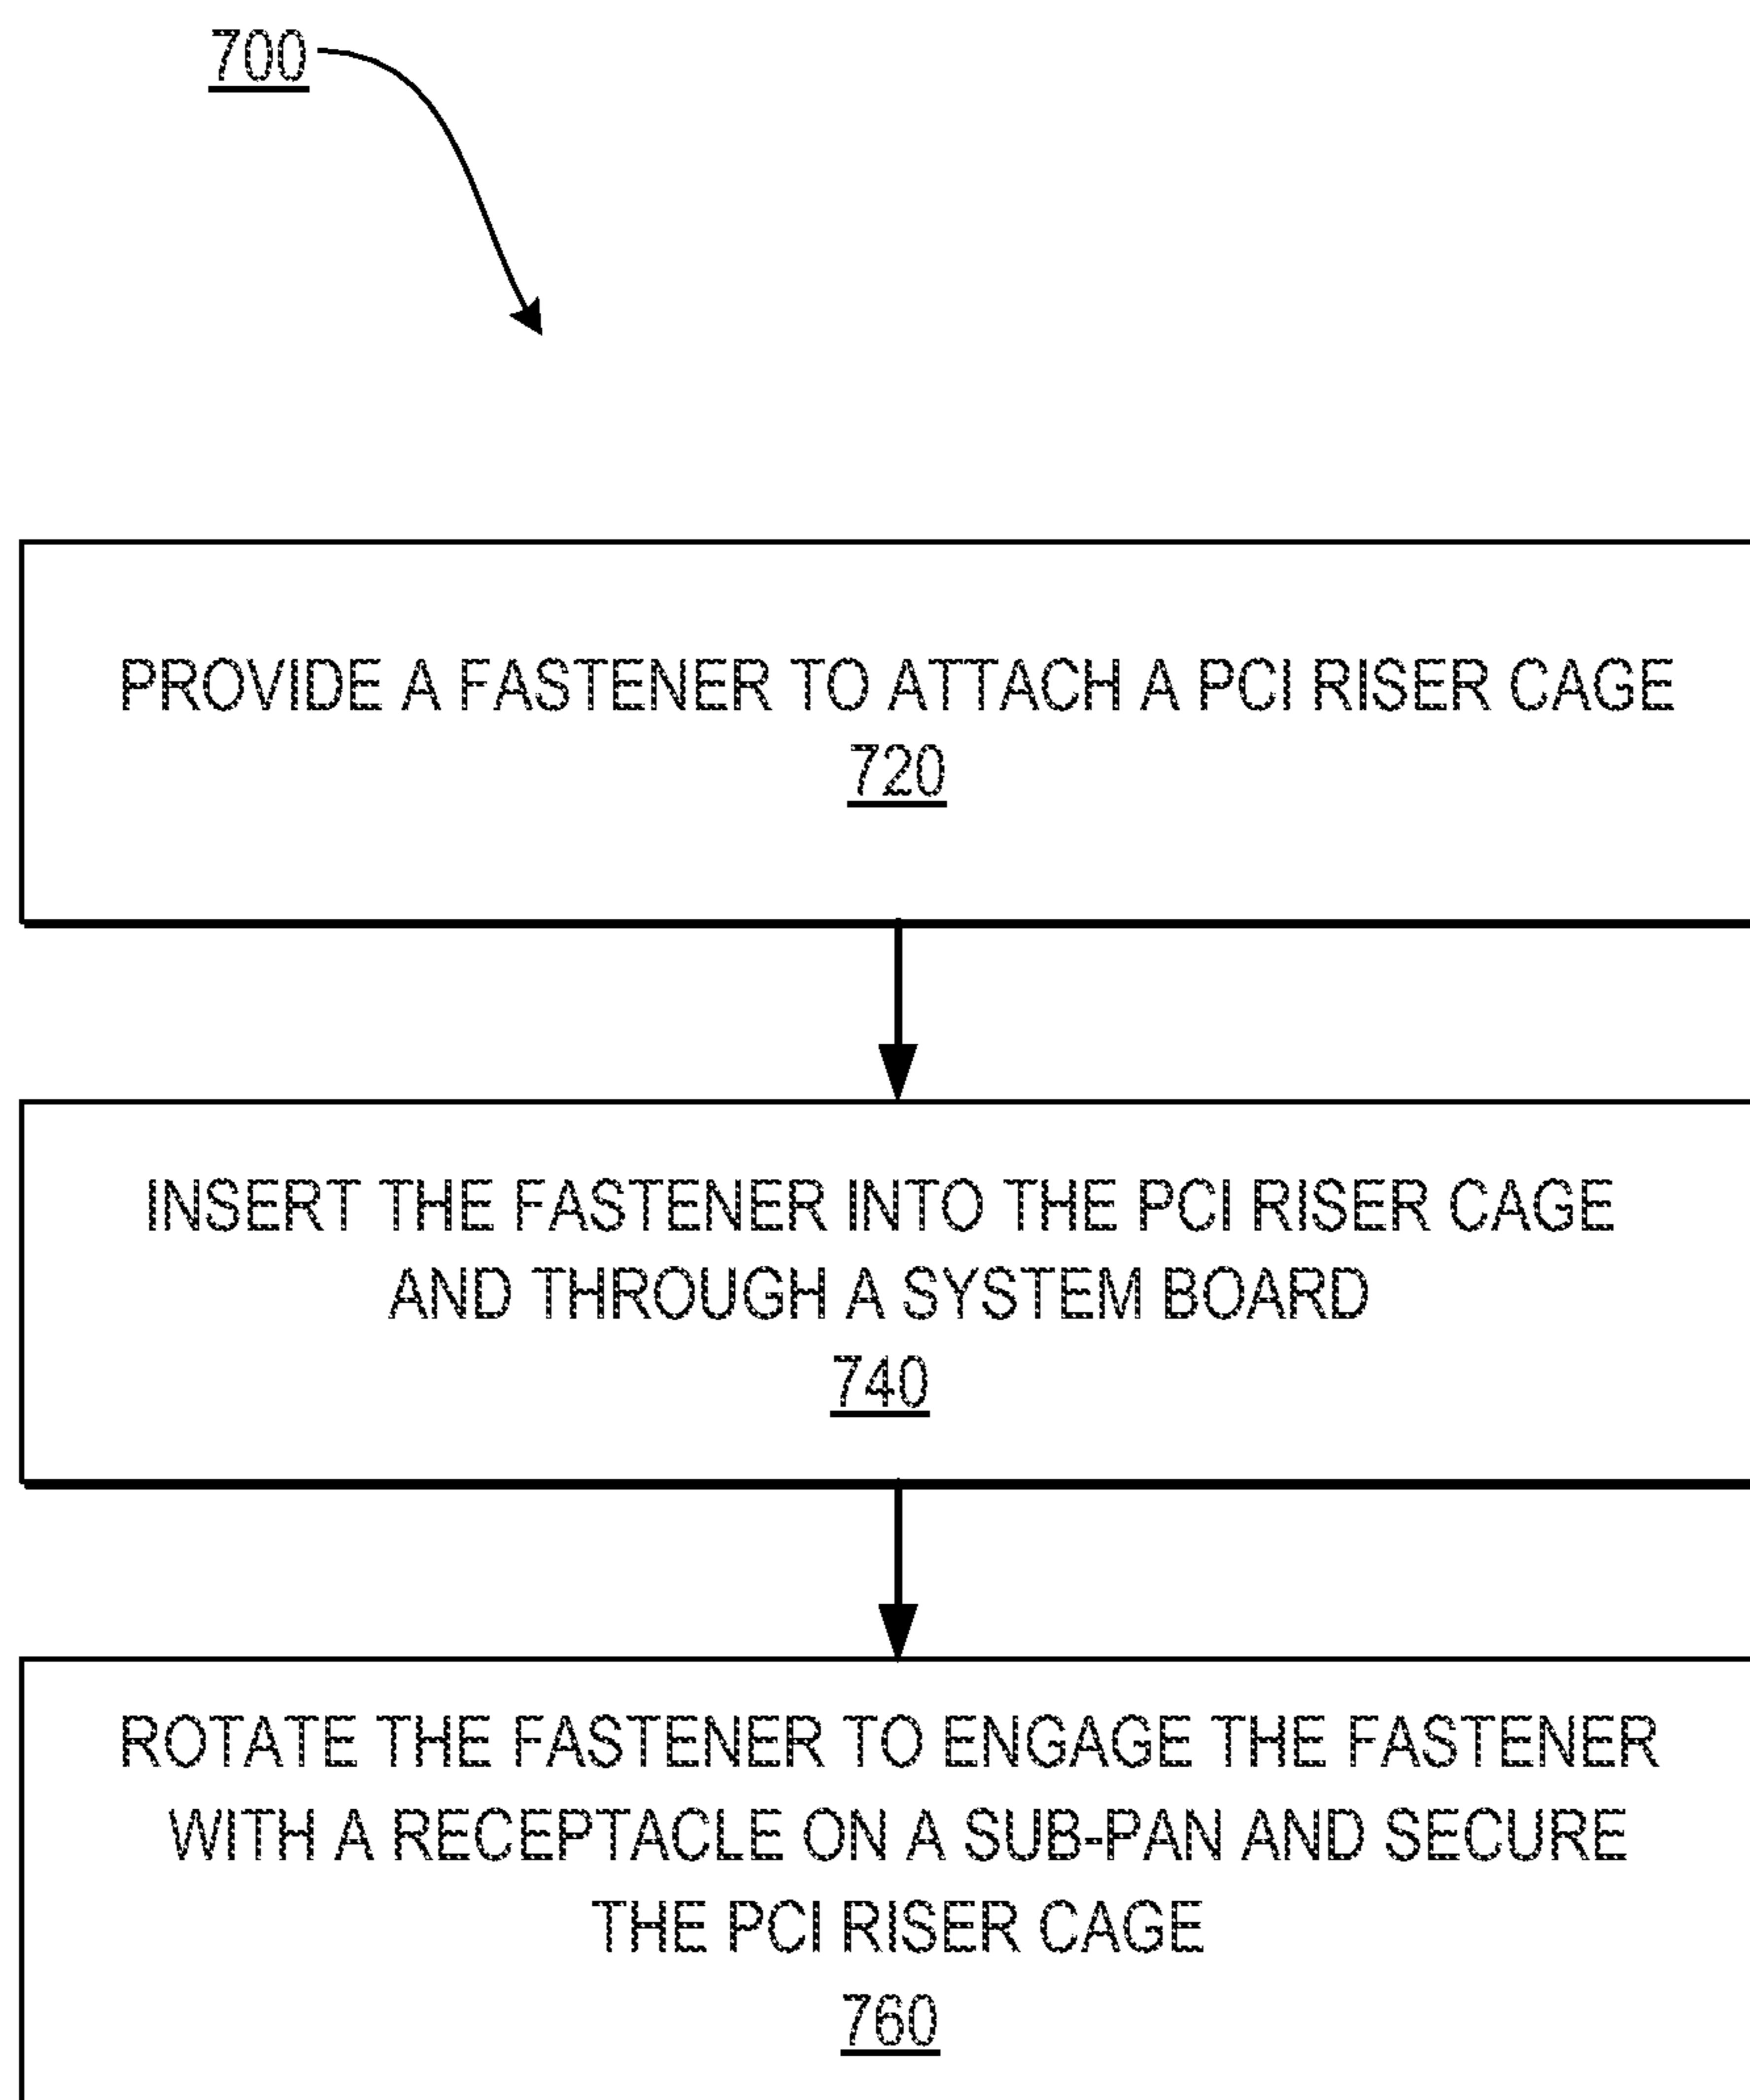 700
PROVIDE A FASTENER TO ATTACH A PCI RISER CAGE
720
INSERT THE FASTENER INTO THE PCI RISER CAGE
AND THROUGH A SYSTEM BOARD
740
ROTATE THE FASTENER TO ENGAGE THE FASTENER
WITH A RECEPTACLE ON A SUB-PAN AND SECURE
THE PCI RISER CAGE
760